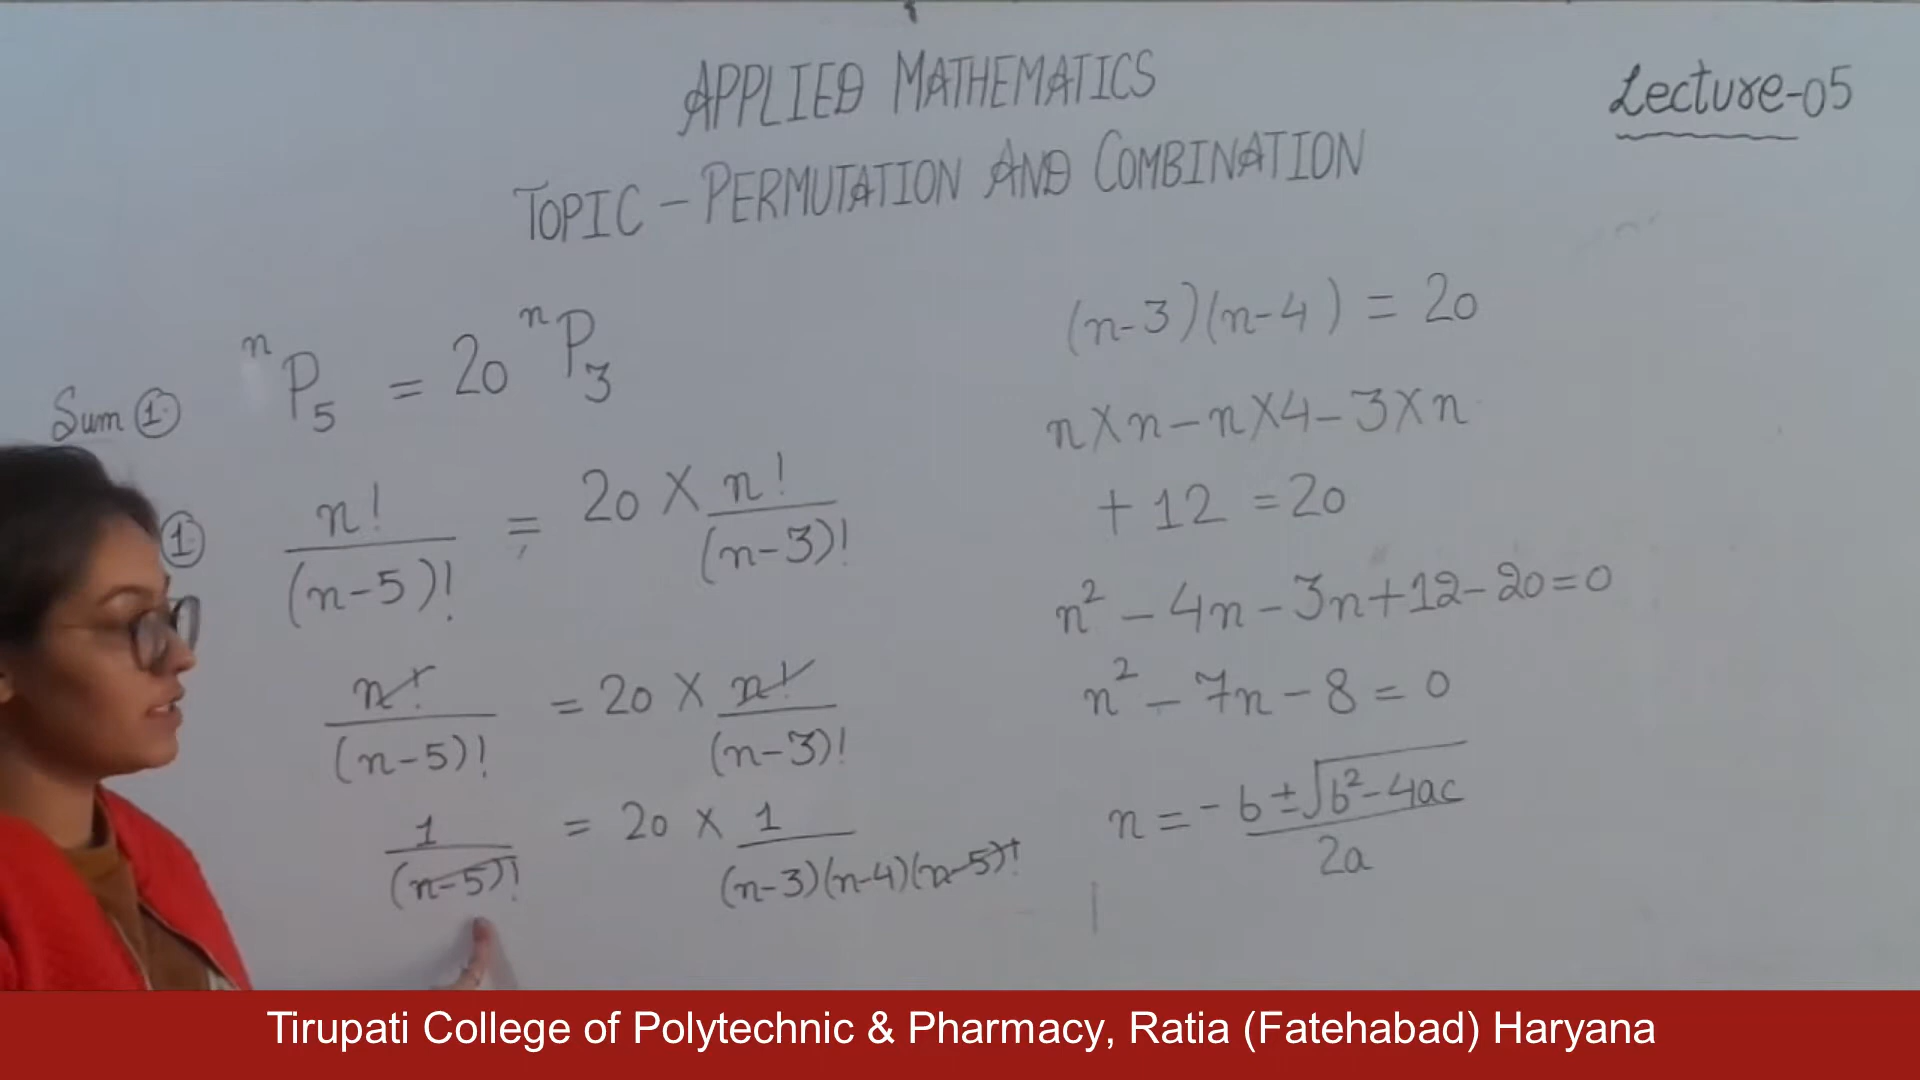 APPLIED MATHEMATICS
Lecture-05
TOPIC - PERMUTATION AND COMBINATION
Sum ① ⁿP₅ = 20 ⁿP₃
① n!/(n-5)! = 20 X n!/(n-3)!
n!/(n-5)! = 20 X n!/(n-3)!
1/(n-5)! = 20 X 1/(n-3)(n-4)(n-5)!
(n-3)(n-4) = 20
n X n - n X 4 - 3 X n
+ 12 = 20
n² - 4n - 3n + 12 - 20 = 0
n² - 7n - 8 = 0
n = -b ± √b² - 4ac / 2a
Tirupati College of Polytechnic & Pharmacy, Ratia (Fatehabad) Haryana